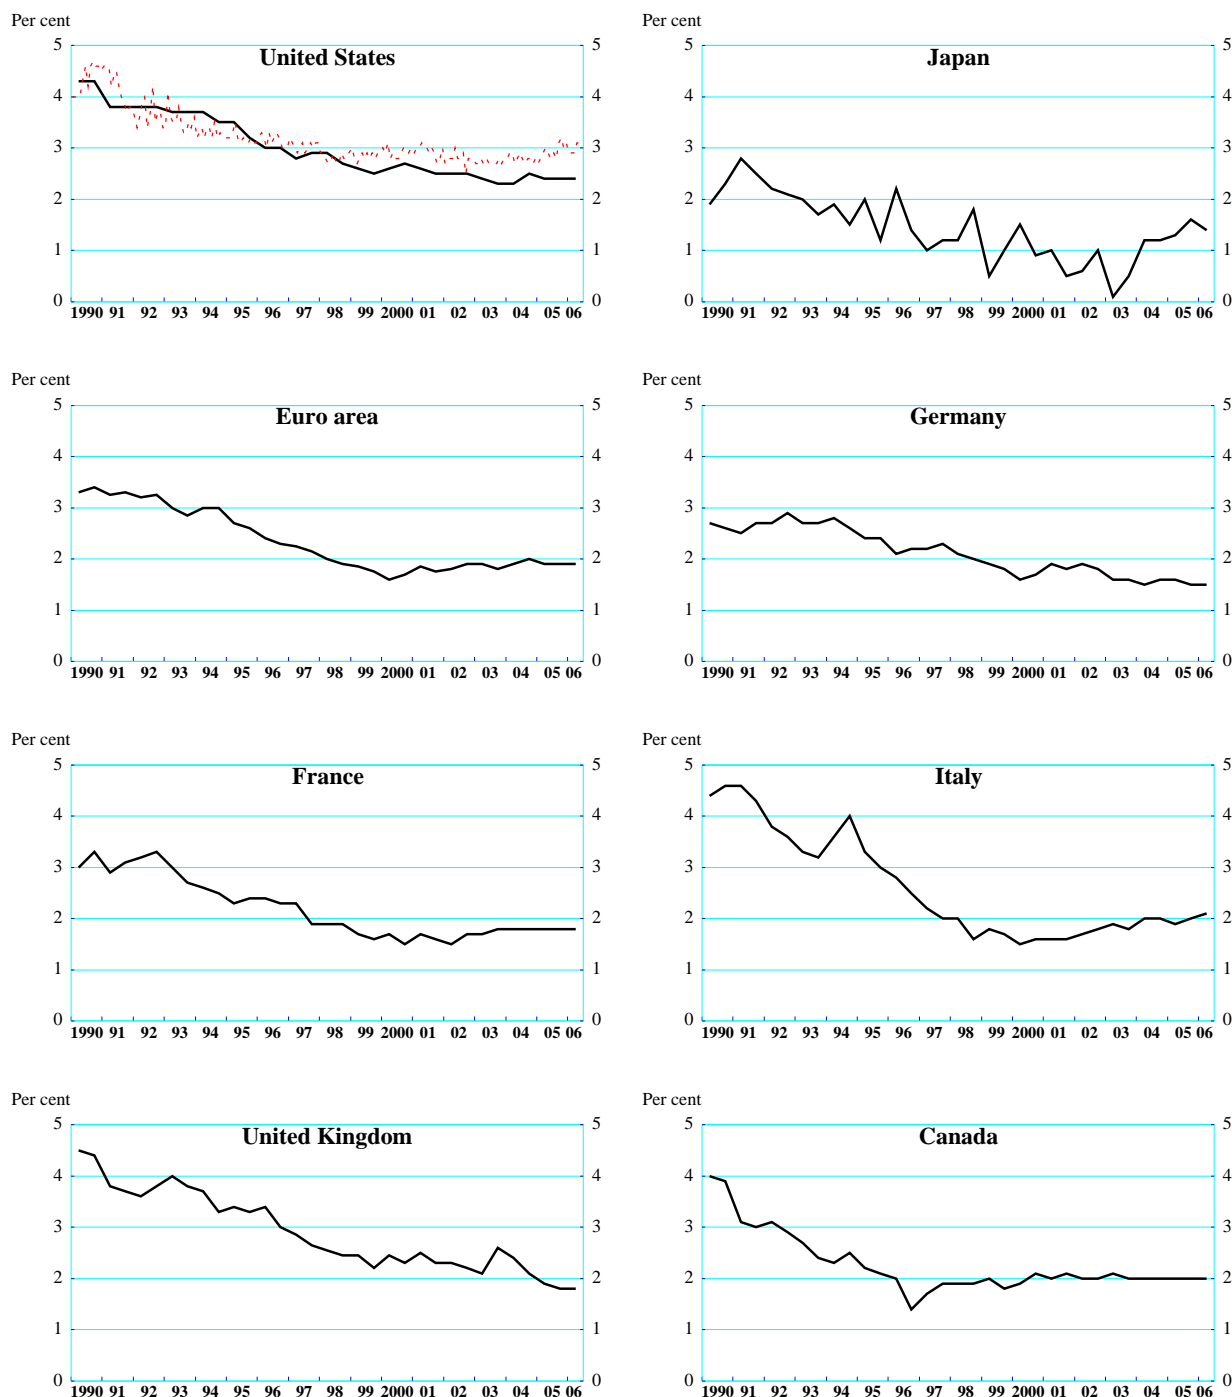 Per cent
Per cent
5 5 5 5
United States Japan
4 4 4 4
3 3 3 3
2 2 2 2
1 1 1 1
0 0 0 0
1990 91 92 93 94 95 96 97 98 99 2000 01 02 03 04 05 06
1990 91 92 93 94 95 96 97 98 99 2000 01 02 03 04 05 06
Per cent
Per cent
5 5 5 5
Euro area Germany
4 4 4 4
3 3 3 3
2 2 2 2
1 1 1 1
0 0 0 0
1990 91 92 93 94 95 96 97 98 99 2000 01 02 03 04 05 06
1990 91 92 93 94 95 96 97 98 99 2000 01 02 03 04 05 06
Per cent
Per cent
5 5 5 5
France Italy
4 4 4 4
3 3 3 3
2 2 2 2
1 1 1 1
0 0 0 0
1990 91 92 93 94 95 96 97 98 99 2000 01 02 03 04 05 06
1990 91 92 93 94 95 96 97 98 99 2000 01 02 03 04 05 06
Per cent
Per cent
5 5 5 5
United Kingdom Canada
4 4 4 4
3 3 3 3
2 2 2 2
1 1 1 1
0 0 0 0
1990 91 92 93 94 95 96 97 98 99 2000 01 02 03 04 05 06
1990 91 92 93 94 95 96 97 98 99 2000 01 02 03 04 05 06